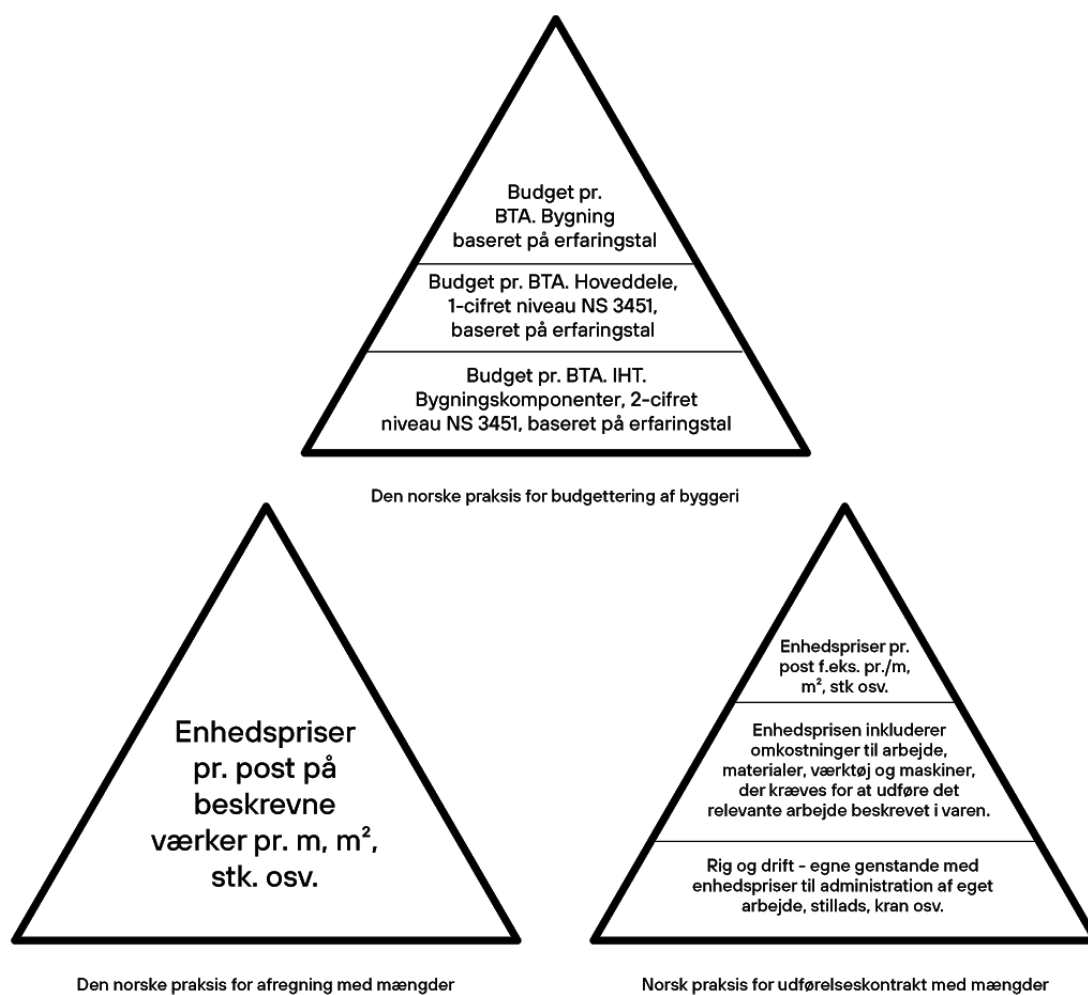 Budget pr.
BTA. Bygning
baseret på erfaringstal
Budget pr. BTA. Hoveddele,
1-cifret niveau NS 3451,
baseret på erfaringstal
Budget pr. BTA. IHT.
Bygningskomponenter, 2-cifret
niveau NS 3451, baseret på erfaringstal
Den norske praksis for budgettering af byggeri
Enhedspriser
pr. post på
beskrevne
værker pr. m, m²,
stk. osv.
Den norske praksis for afregning med mængder
Enhedspriser pr.
post f.eks. pr./m,
m², stk osv.
Enhedsprisen inkluderer
omkostninger til arbejde,
materialer, værktøj og maskiner,
der kræves for at udføre det
relevante arbejde beskrevet i varen.
Rig og drift - egne genstande med
enhedspriser til administration af eget
arbejde, stillads, kran osv.
Norsk praksis for udførelseskontrakt med mængder